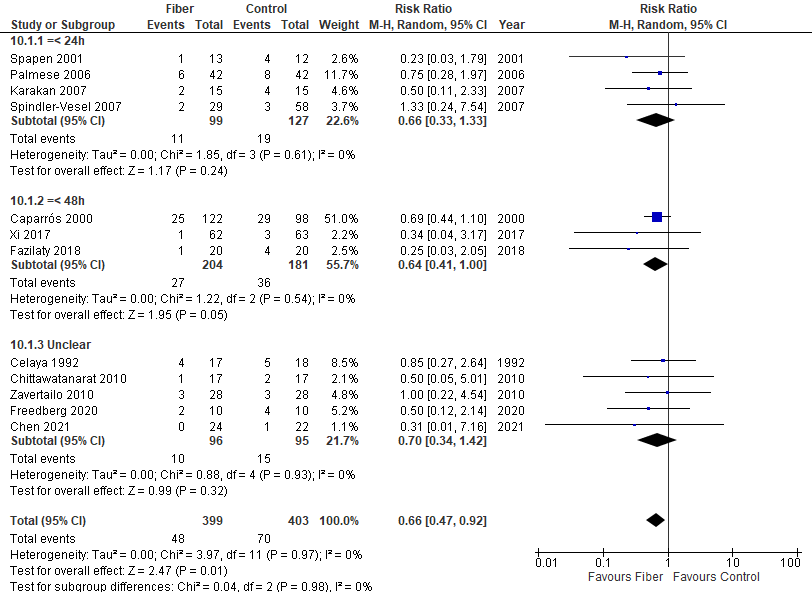 Fiber Control Risk Ratio Risk Ratio
Study or Subgroup Events Total Events Total Weight M-H, Random, 95% CI Year M-H, Random, 95% CI
10.1.1 =< 24h
Spapen 2001 1 13 4 12 2.6% 0.23 [0.03, 1.79] 2001
Palmese 2006 6 42 8 42 11.7% 0.75 [0.28, 1.97] 2006
Karakan 2007 2 15 4 15 4.7% 0.50 [0.11, 2.33] 2007
Spindler-Vesel 2007 2 29 3 58 3.7% 1.33 [0.24, 7.54] 2007
Subtotal (95% CI) 99 127 22.6% 0.66 [0.33, 1.33]
Total events 11 19
Heterogeneity: Tau² = 0.00; Chi² = 1.85, df = 3 (P = 0.61); I² = 0%
Test for overall effect: Z = 1.17 (P = 0.24)
10.1.2 =< 48h
Caparrós 2000 25 122 29 98 51.0% 0.69 [0.44, 1.10] 2000
Xi 2017 1 62 3 63 2.2% 0.34 [0.04, 3.17] 2017
Fazilaty 2018 1 20 4 20 2.5% 0.25 [0.03, 2.05] 2018
Subtotal (95% CI) 204 181 55.7% 0.64 [0.41, 1.00]
Total events 27 36
Heterogeneity: Tau² = 0.00; Chi² = 1.22, df = 2 (P = 0.54); I² = 0%
Test for overall effect: Z = 1.95 (P = 0.05)
10.1.3 Unclear
Celaya 1992 4 17 5 18 8.5% 0.85 [0.27, 2.64] 1992
Chittawatanarat 2010 1 17 2 17 2.1% 0.50 [0.05, 5.01] 2010
Zavertailo 2010 3 28 3 28 4.8% 1.00 [0.22, 4.54] 2010
Freedberg 2020 2 10 4 10 5.2% 0.50 [0.12, 2.14] 2020
Chen 2021 0 24 1 22 1.1% 0.31 [0.01, 7.16] 2021
Subtotal (95% CI) 96 95 21.7% 0.70 [0.34, 1.42]
Total events 10 15
Heterogeneity: Tau² = 0.00; Chi² = 0.88, df = 4 (P = 0.93); I² = 0%
Test for overall effect: Z = 0.99 (P = 0.32)
Total (95% CI) 399 403 100.0% 0.66 [0.47, 0.92]
Total events 48 70
Heterogeneity: Tau² = 0.00; Chi² = 3.97, df = 11 (P = 0.97); I² = 0%
Test for overall effect: Z = 2.47 (P = 0.01)
Test for subgroup differences: Chi² = 0.04, df = 2 (P = 0.98), I² = 0%
0.01 0.1 1 10 100
Favours Fiber Favours Control